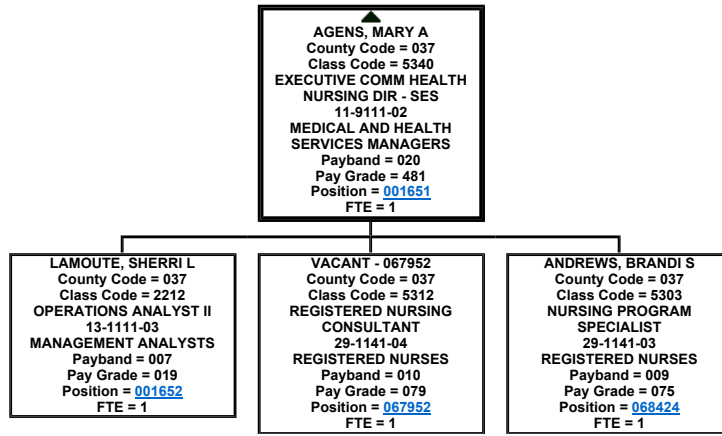 AGENS, MARY A
County Code = 037
Class Code = 5340
EXECUTIVE COMM HEALTH
NURSING DIR - SES
11-9111-02
MEDICAL AND HEALTH
SERVICES MANAGERS
Payband = 020
Pay Grade = 481
Position = 001651
FTE = 1
LAMOUTE, SHERRI L
County Code = 037
Class Code = 2212
OPERATIONS ANALYST II
13-1111-03
MANAGEMENT ANALYSTS
Payband = 007
Pay Grade = 019
Position = 001652
FTE = 1
VACANT - 067952
County Code = 037
Class Code = 5312
REGISTERED NURSING
CONSULTANT
29-1141-04
REGISTERED NURSES
Payband = 010
Pay Grade = 079
Position = 067952
FTE = 1
ANDREWS, BRANDI S
County Code = 037
Class Code = 5303
NURSING PROGRAM
SPECIALIST
29-1141-03
REGISTERED NURSES
Payband = 009
Pay Grade = 075
Position = 068424
FTE = 1